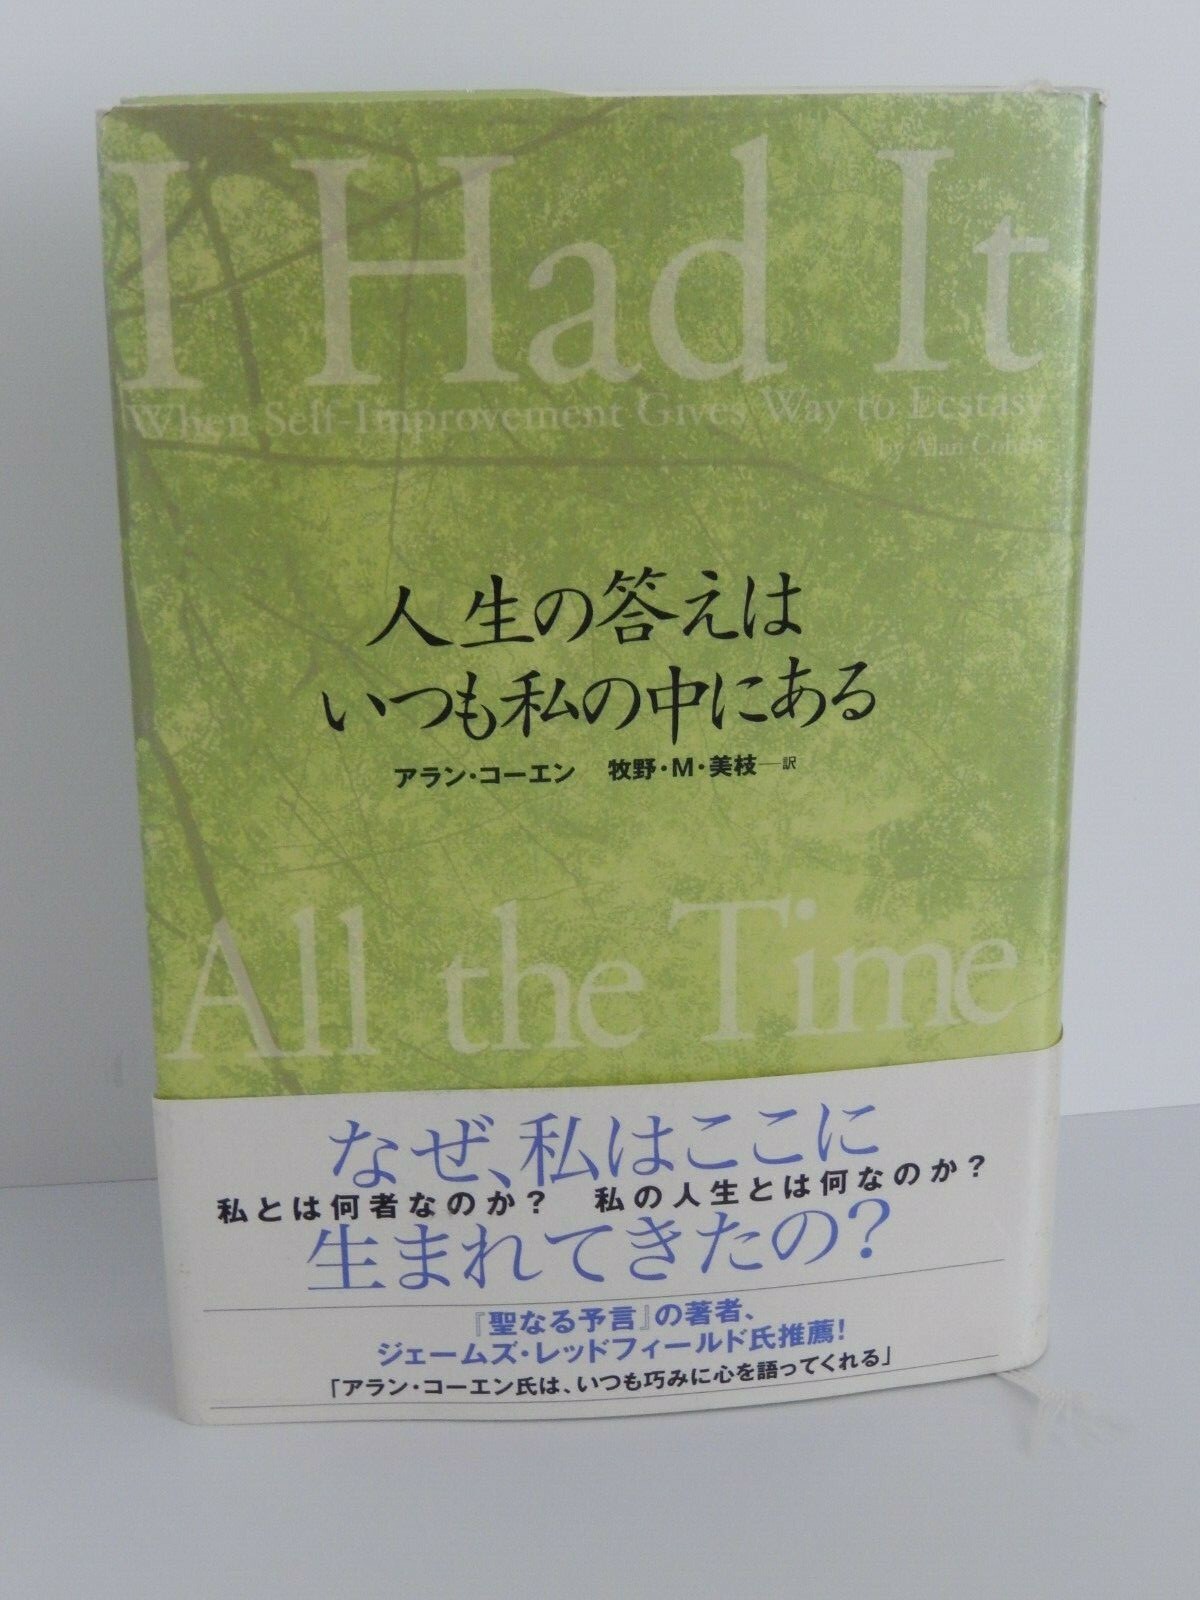 I Had It
When Self-Improvement Gives Way to Ecstasy
by Alan Cohen
人生の答えは
いつも私の中にある
アラン・コーエン 牧野・M・美枝―訳
All the Time
なぜ、私はここに
私とは何者なのか? 私の人生とは何なのか?
生まれてきたの?
『聖なる予言』の著者、
ジェームズ・レッドフィールド氏推薦!
「アラン・コーエン氏は、いつも巧みに心を語ってくれる」